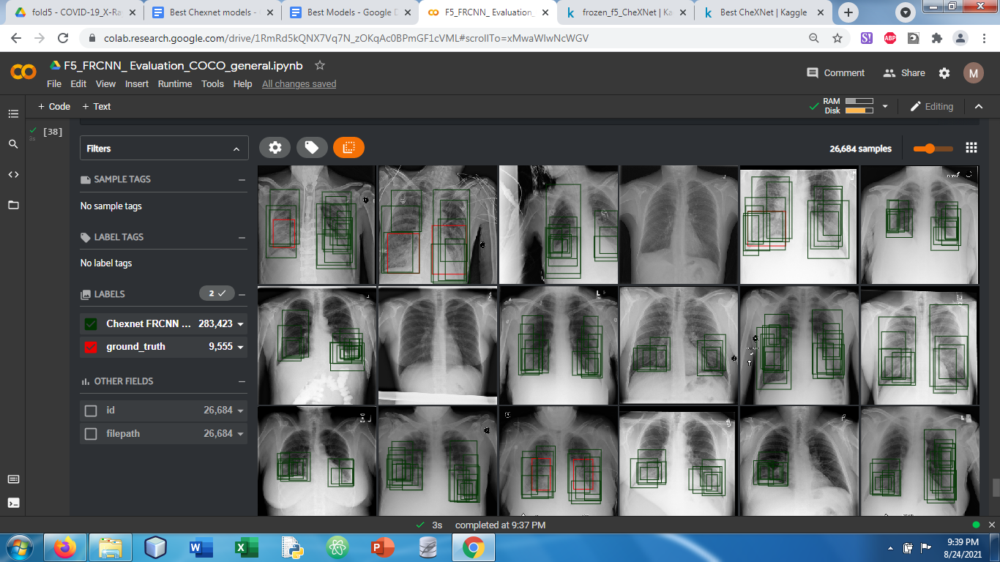 fold5 - COVID-19_X-Ray
Best Chexnet models -
Best Models - Google D
F5_FRCNN_ Evaluation_
frozen_f5_CheXNet | Ka
Best CheXNet | Kaggle
colab.research.google.com/drive/1RmRd5kQNX7Vq7N_zOKqAc0BPmGF1cVML#scrollTo=xMwaWIwNcWGV
F5_FRCNN_ Evaluation_COCO_general.ipynb
File Edit View Insert Runtime Tools Help All changes saved
Comment Share M
+ Code + Text
RAM
Disk
Editing
[38]
3s
Filters
26,684 samples
SAMPLE TAGS
No sample tags
LABEL TAGS
No label tags
LABELS 2
Chexnet FRCNN ... 283,423
ground_truth 9,555
OTHER FIELDS
id 26,684
filepath 26,684
3s completed at 9:37 PM
9:39 PM
8/24/2021